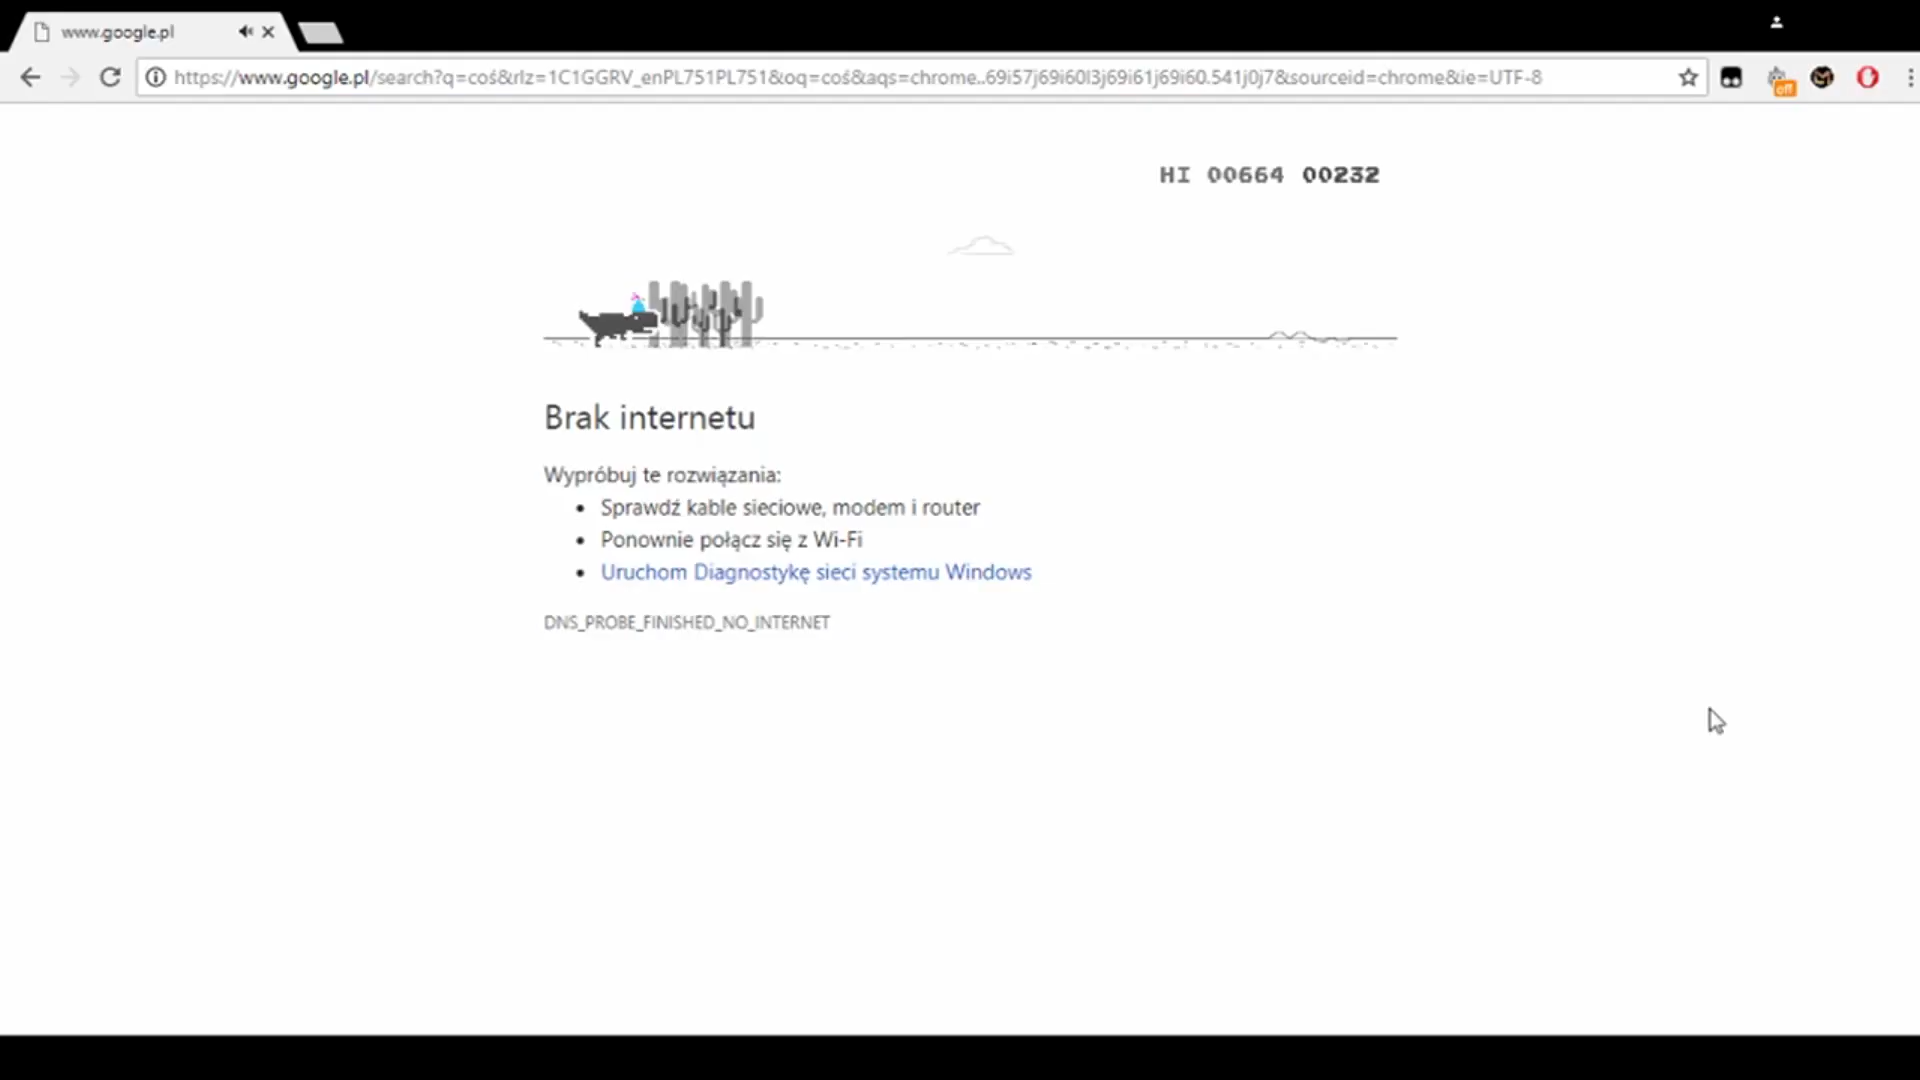 www.google.pl
https://www.google.pl/search?q=coś&rlz=1C1GGRV_enPL751PL751&oq=coś&aqs=chrome..69i57j69i60l3j69i61j69i60.541j0j7&sourceid=chrome&ie=UTF-8
off
HI 00664 00232
Brak internetu
Wypróbuj te rozwiązania:
• Sprawdź kable sieciowe, modem i router
• Ponownie połącz się z Wi-Fi
• Uruchom Diagnostykę sieci systemu Windows
DNS_PROBE_FINISHED_NO_INTERNET